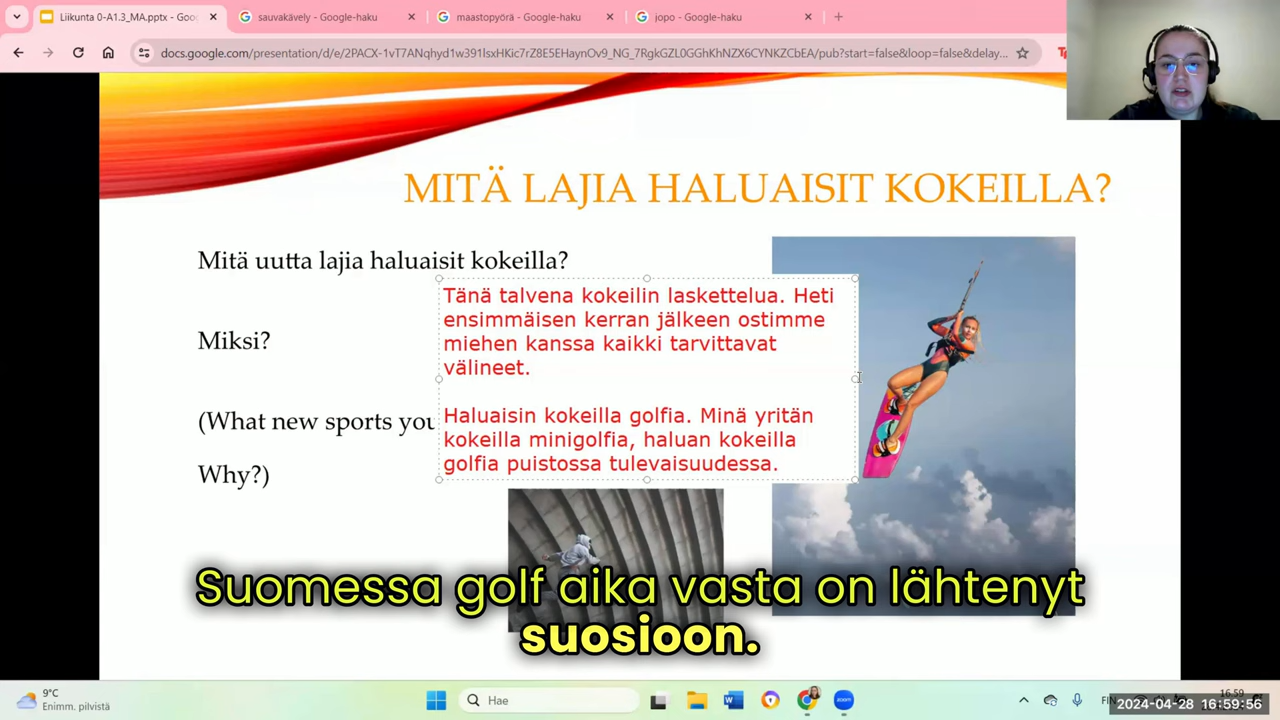 Liikunta 0-A1.3_MA.pptx - Goo
sauvakävely - Google-haku
maastopyörä - Google-haku
jopo - Google-haku
docs.google.com/presentation/d/e/2PACX-1vT7ANqhyd1w391lsxHKic7rZ8E5EHaynOv9_NG_7RgkGZL0GGhKhNZX6CYNKZCbEA/pub?start=false&loop=false&delay...
MITÄ LAJIA HALUAISIT KOKEILLA?
Mitä uutta lajia haluaisit kokeilla?
Miksi?
(What new sports you
Why?)
Tänä talvena kokeilin laskettelua. Heti
ensimmäisen kerran jälkeen ostimme
miehen kanssa kaikki tarvittavat
välineet.
Haluaisin kokeilla golfia. Minä yritän
kokeilla minigolfia, haluan kokeilla
golfia puistossa tulevaisuudessa.
Suomessa golf aika vasta on lähtenyt
suosioon.
9°C
Enimm. pilvistä
Hae
zoom
FIN
16.59
2024-04-28 16:59:56